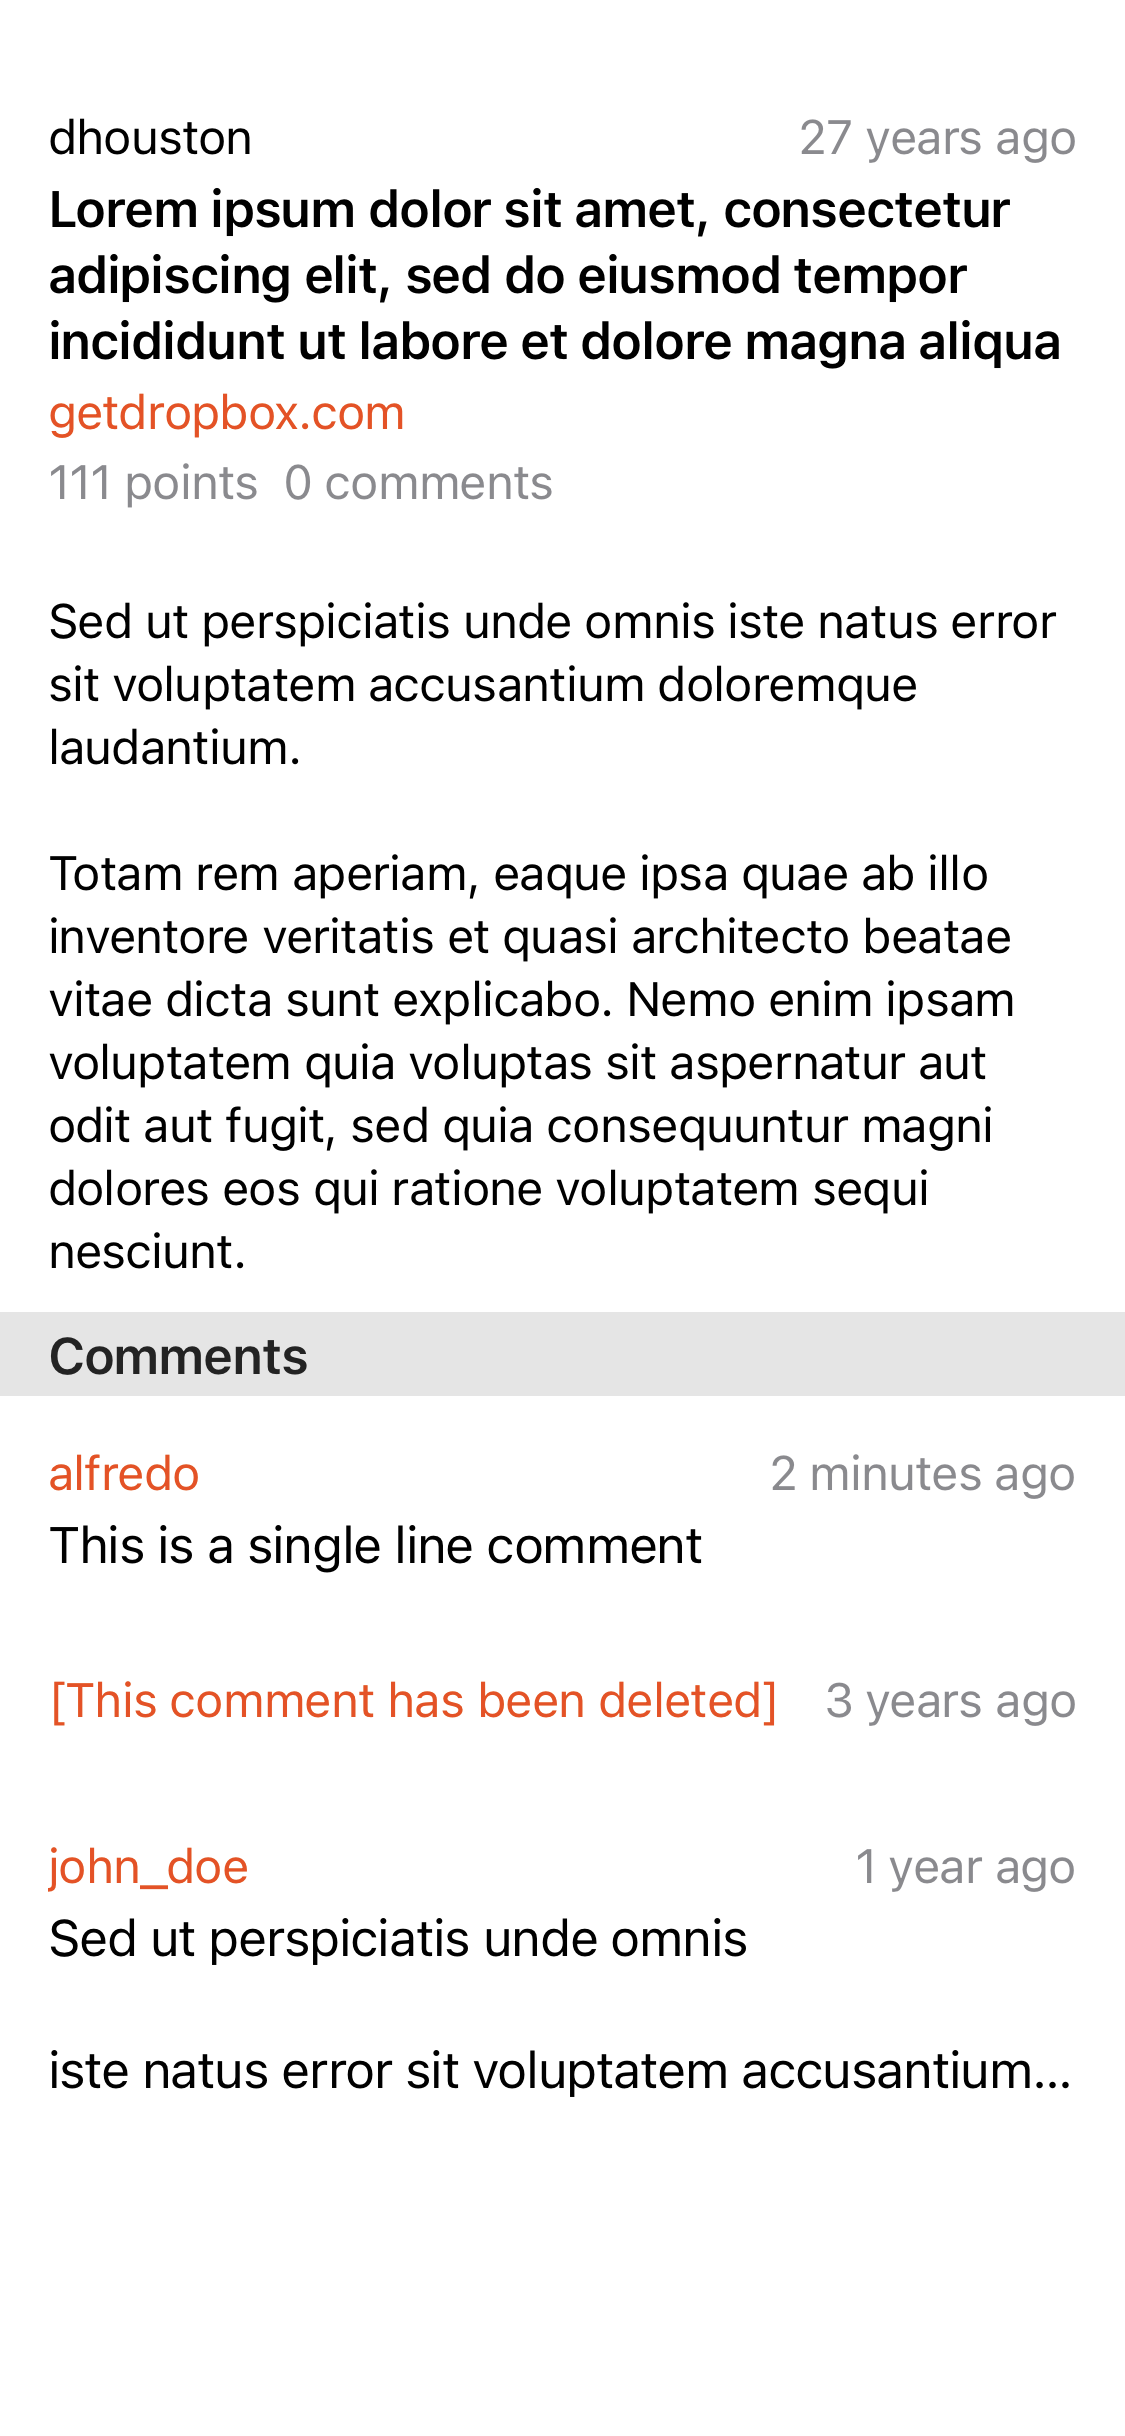 dhouston 27 years ago
Lorem ipsum dolor sit amet, consectetur
adipiscing elit, sed do eiusmod tempor
incididunt ut labore et dolore magna aliqua
getdropbox.com
111 points 0 comments
Sed ut perspiciatis unde omnis iste natus error
sit voluptatem accusantium doloremque
laudantium.
Totam rem aperiam, eaque ipsa quae ab illo
inventore veritatis et quasi architecto beatae
vitae dicta sunt explicabo. Nemo enim ipsam
voluptatem quia voluptas sit aspernatur aut
odit aut fugit, sed quia consequuntur magni
dolores eos qui ratione voluptatem sequi
nesciunt.
Comments
alfredo 2 minutes ago
This is a single line comment
[This comment has been deleted] 3 years ago
john_doe 1 year ago
Sed ut perspiciatis unde omnis
iste natus error sit voluptatem accusantium...